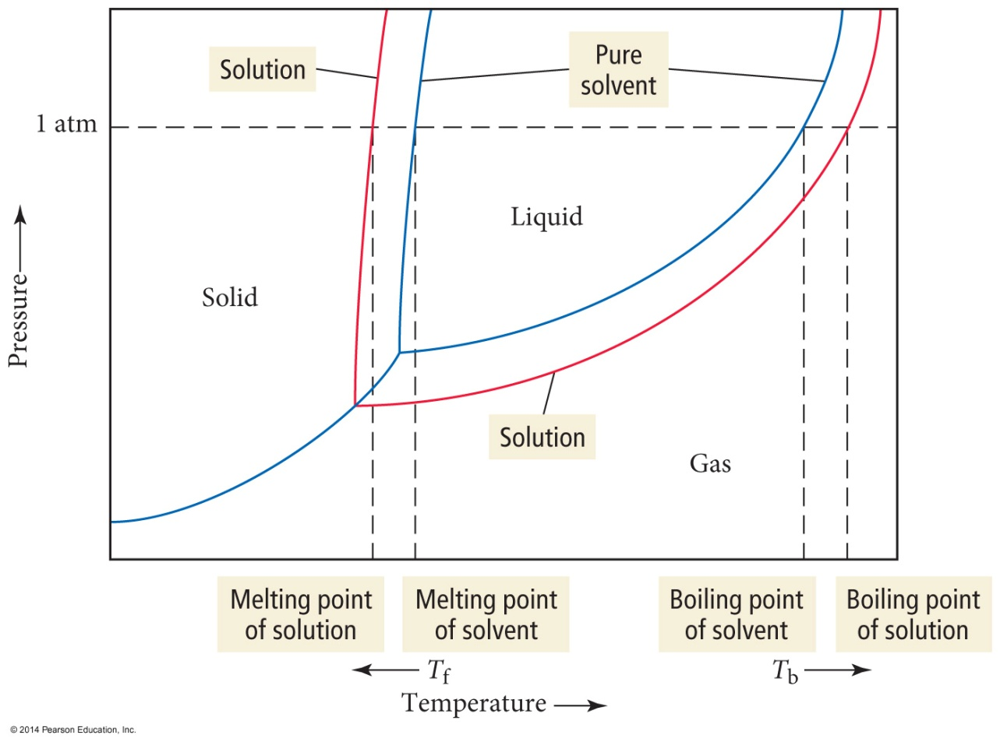 Solution
Pure
solvent
1 atm
Liquid
Solid
Pressure
Solution
Gas
Melting point
of solution
Melting point
of solvent
Boiling point
of solvent
Boiling point
of solution
Tf
Tb
Temperature
© 2014 Pearson Education, Inc.